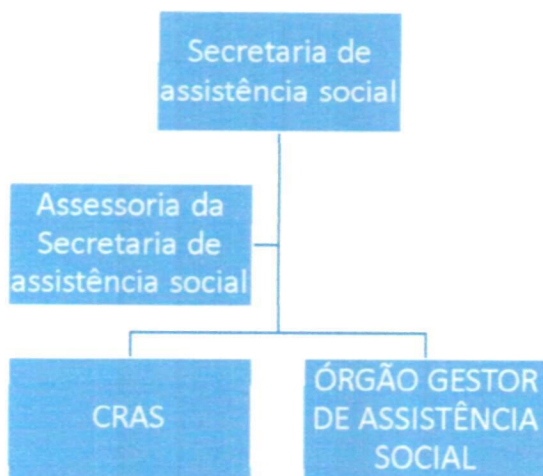 Secretaria de
assistência social
Assessoria da
Secretaria de
assistência social
CRAS
ÓRGÃO GESTOR
DE ASSISTÊNCIA
SOCIAL